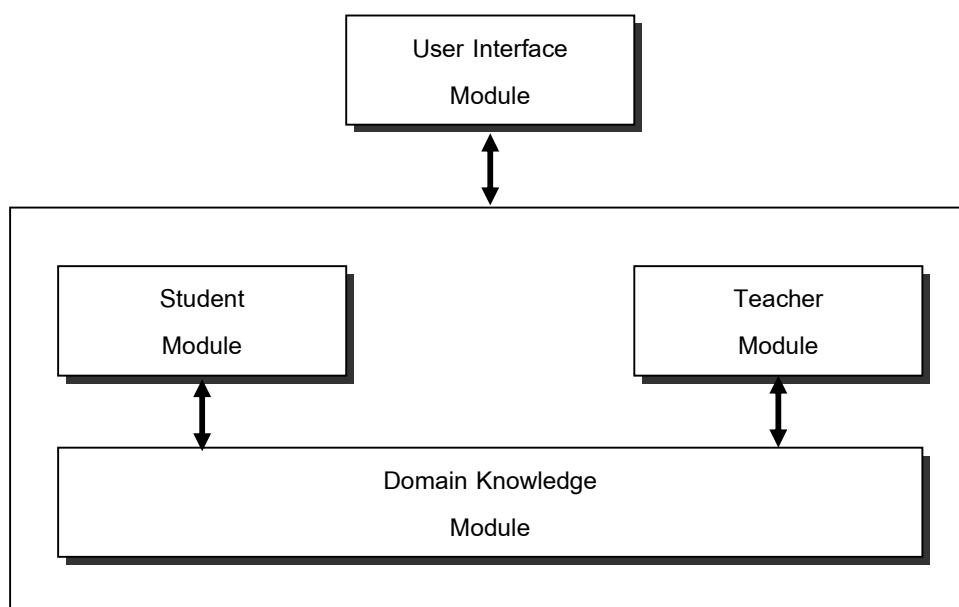 User Interface
Module
Student
Module
Teacher
Module
Domain Knowledge
Module